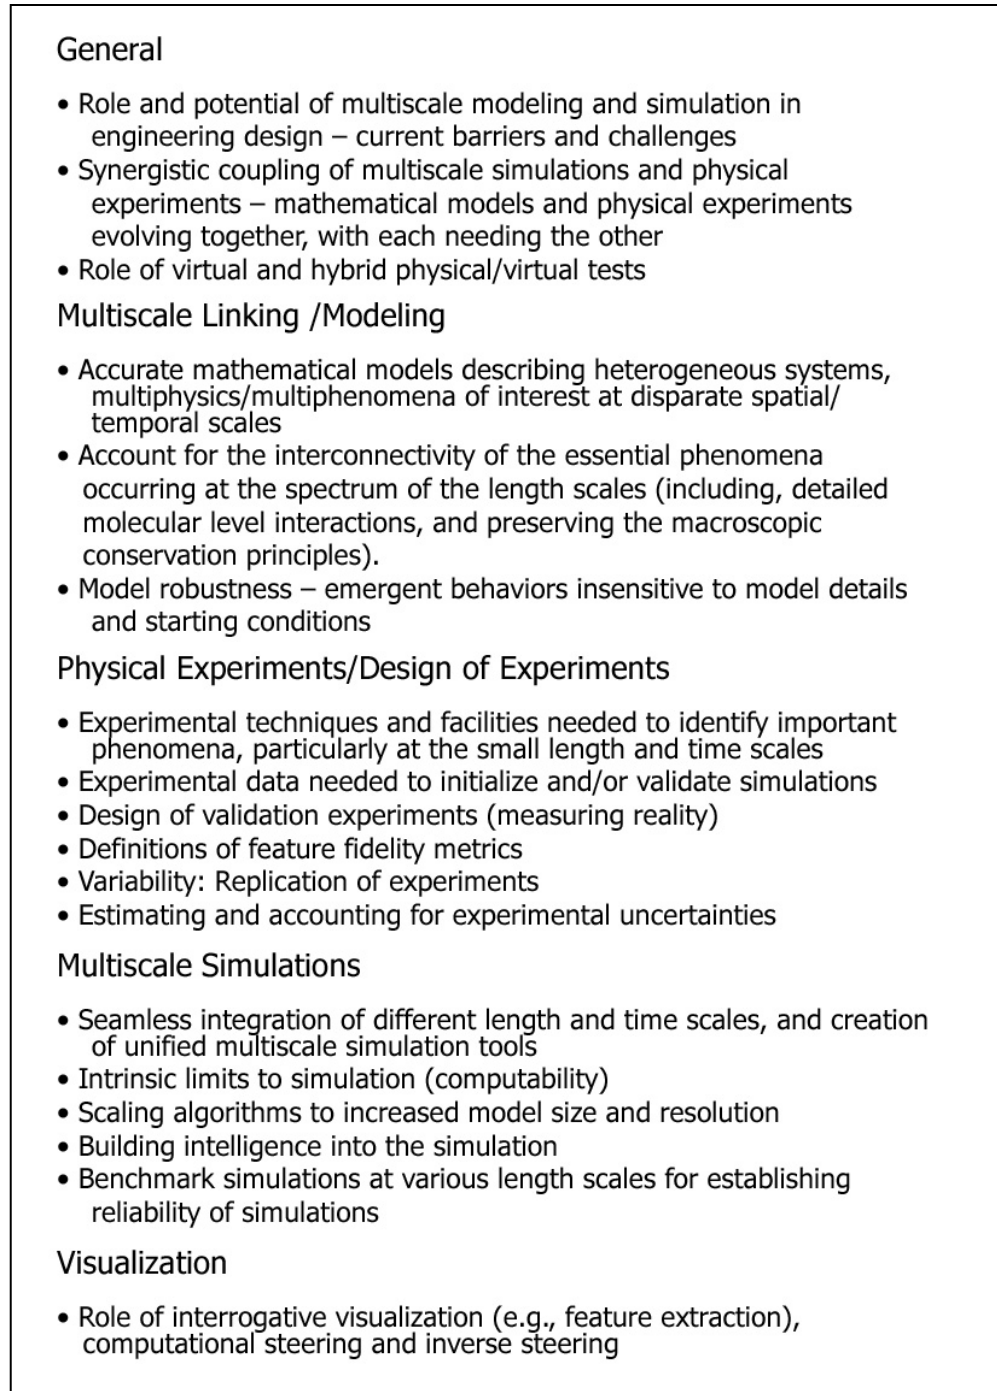 General
• Role and potential of multiscale modeling and simulation in
engineering design – current barriers and challenges
• Synergistic coupling of multiscale simulations and physical
experiments – mathematical models and physical experiments
evolving together, with each needing the other
• Role of virtual and hybrid physical/virtual tests
Multiscale Linking /Modeling
• Accurate mathematical models describing heterogeneous systems,
multiphysics/multiphenomena of interest at disparate spatial/
temporal scales
• Account for the interconnectivity of the essential phenomena
occurring at the spectrum of the length scales (including, detailed
molecular level interactions, and preserving the macroscopic
conservation principles).
• Model robustness – emergent behaviors insensitive to model details
and starting conditions
Physical Experiments/Design of Experiments
• Experimental techniques and facilities needed to identify important
phenomena, particularly at the small length and time scales
• Experimental data needed to initialize and/or validate simulations
• Design of validation experiments (measuring reality)
• Definitions of feature fidelity metrics
• Variability: Replication of experiments
• Estimating and accounting for experimental uncertainties
Multiscale Simulations
• Seamless integration of different length and time scales, and creation
of unified multiscale simulation tools
• Intrinsic limits to simulation (computability)
• Scaling algorithms to increased model size and resolution
• Building intelligence into the simulation
• Benchmark simulations at various length scales for establishing
reliability of simulations
Visualization
• Role of interrogative visualization (e.g., feature extraction),
computational steering and inverse steering